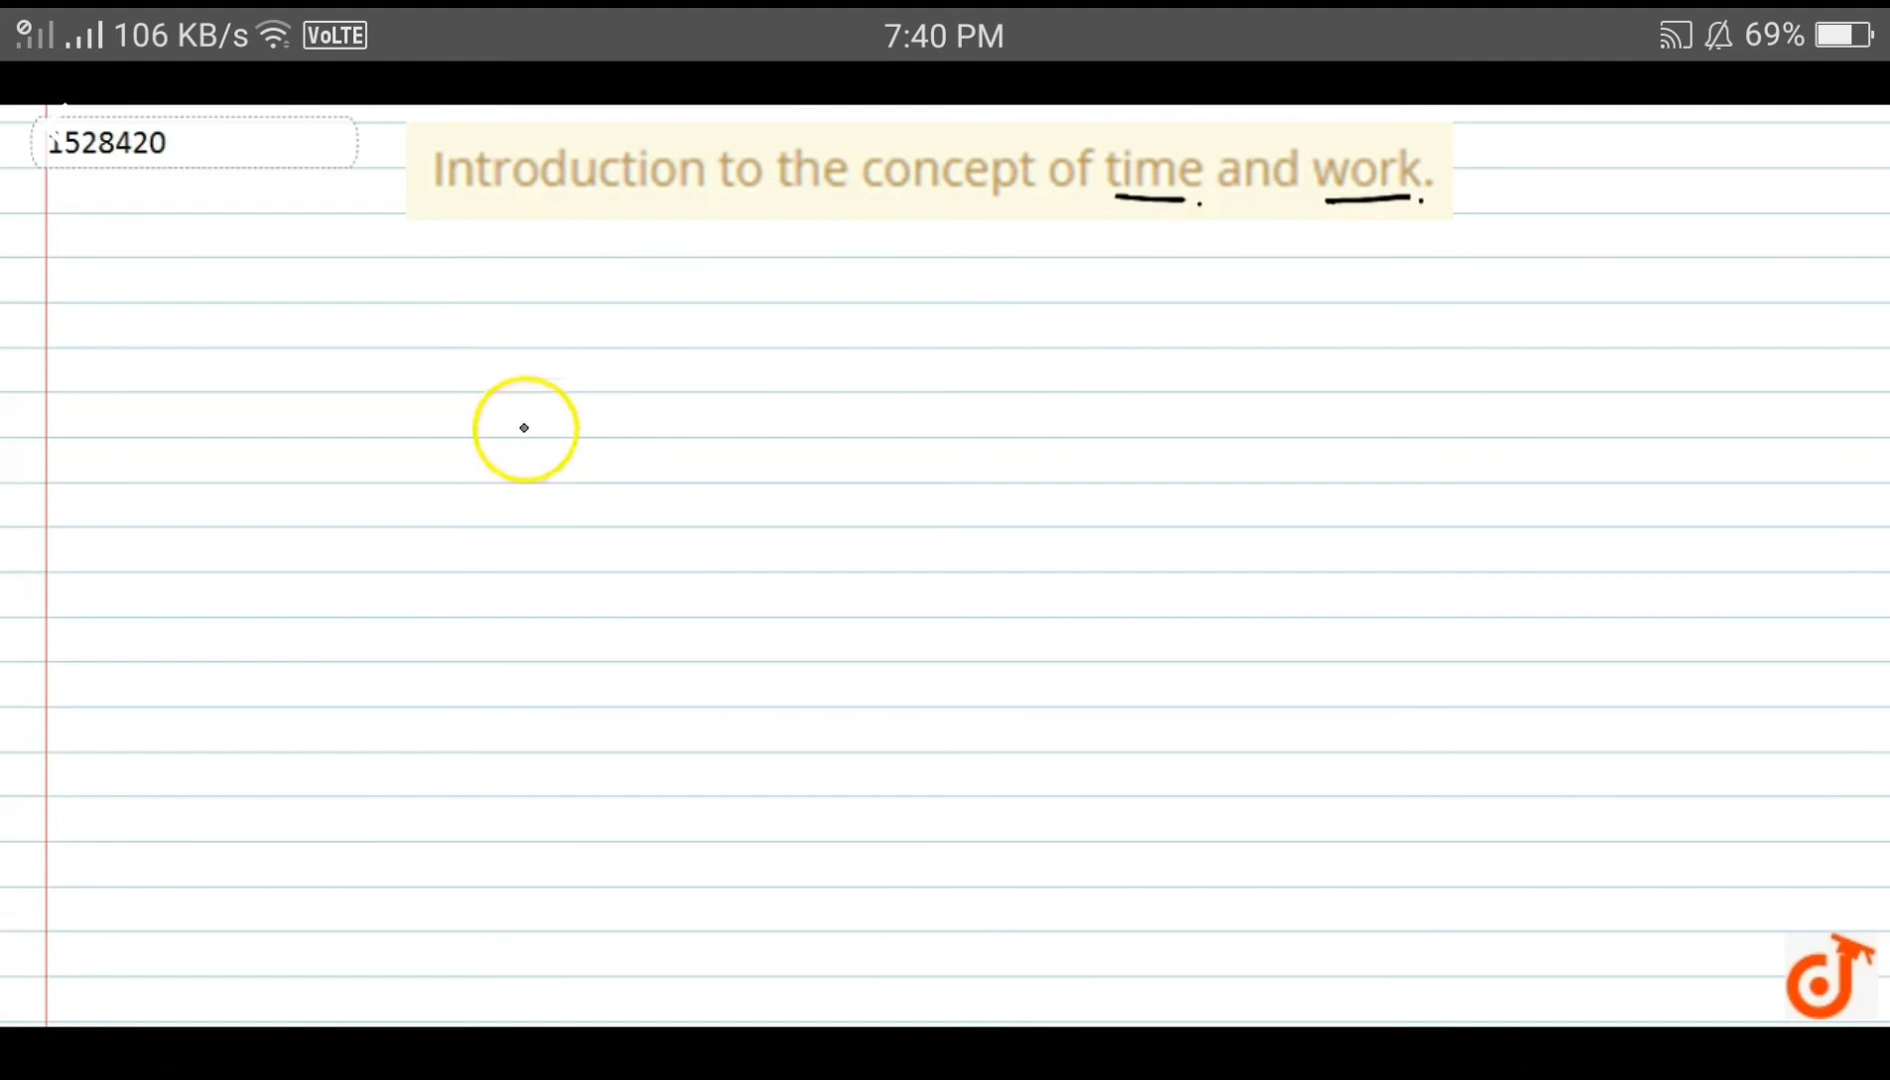 106 KB/s VoLTE 7:40 PM 69%
1528420
Introduction to the concept of time and work.